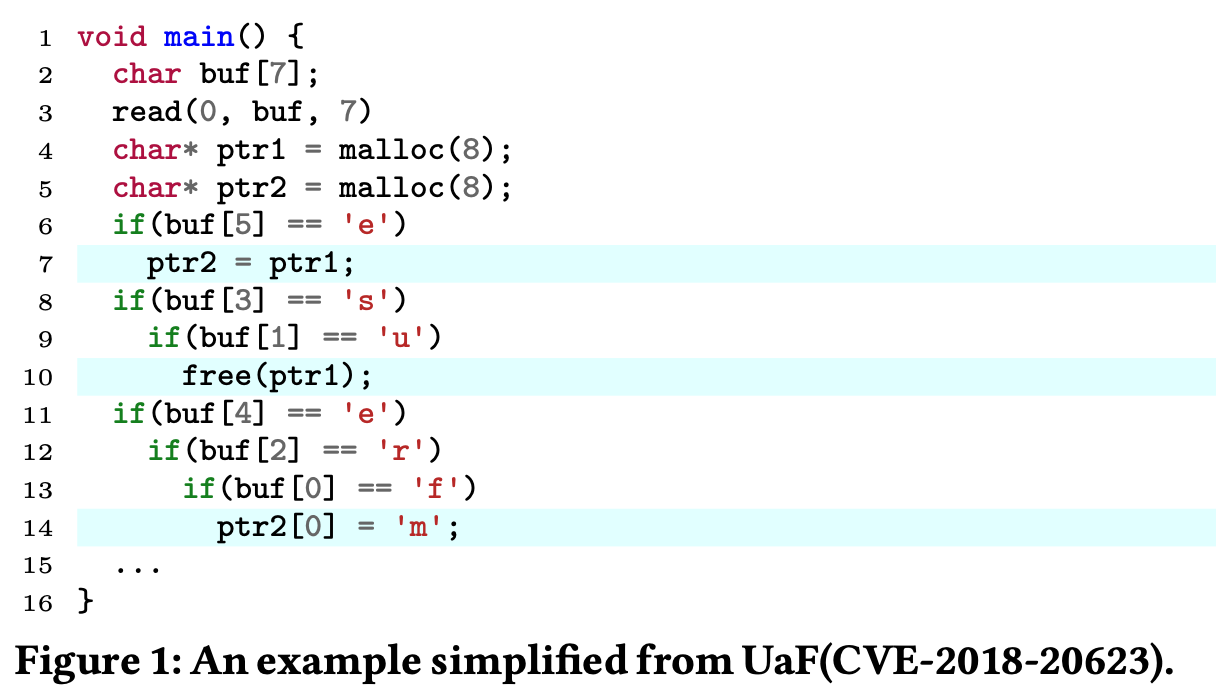 1 void main() {
2   char buf[7];
3   read(0, buf, 7)
4   char* ptr1 = malloc(8);
5   char* ptr2 = malloc(8);
6   if(buf[5] == 'e')
7     ptr2 = ptr1;
8   if(buf[3] == 's')
9     if(buf[1] == 'u')
10       free(ptr1);
11   if(buf[4] == 'e')
12     if(buf[2] == 'r')
13       if(buf[0] == 'f')
14         ptr2[0] = 'm';
15   ...
16 }
Figure 1: An example simplified from UaF(CVE-2018-20623).